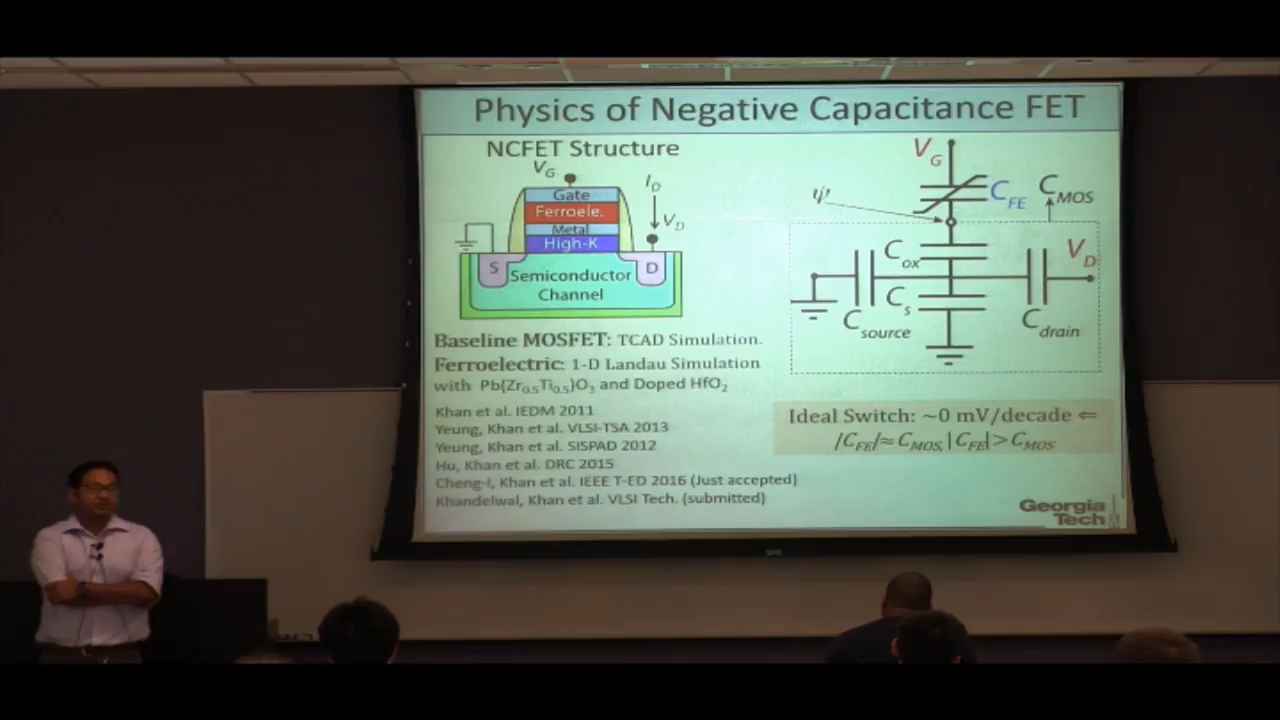 Physics of Negative Capacitance FET
NCFET Structure
V_G
I_D
V_D
Gate
Ferroele.
Metal
High-K
S
D
Semiconductor
Channel
Baseline MOSFET: TCAD Simulation.
Ferroelectric: 1-D Landau Simulation
with Pb(Zr₀.₅Ti₀.₅)O₃ and Doped HfO₂
Khan et al. IEDM 2011
Yeung, Khan et al. VLSI-TSA 2013
Yeung, Khan et al. SISPAD 2012
Hu, Khan et al. DRC 2015
Cheng-I, Khan et al. IEEE T-ED 2016 (Just accepted)
Khandelwal, Khan et al. VLSI Tech. (submitted)
V_G
ψ
C_FE
C_MOS
C_ox
V_D
C_s
C_source
C_drain
Ideal Switch: ~0 mV/decade ⇐
|C_FE|≈C_MOS, |C_FE|>C_MOS
Georgia
Tech